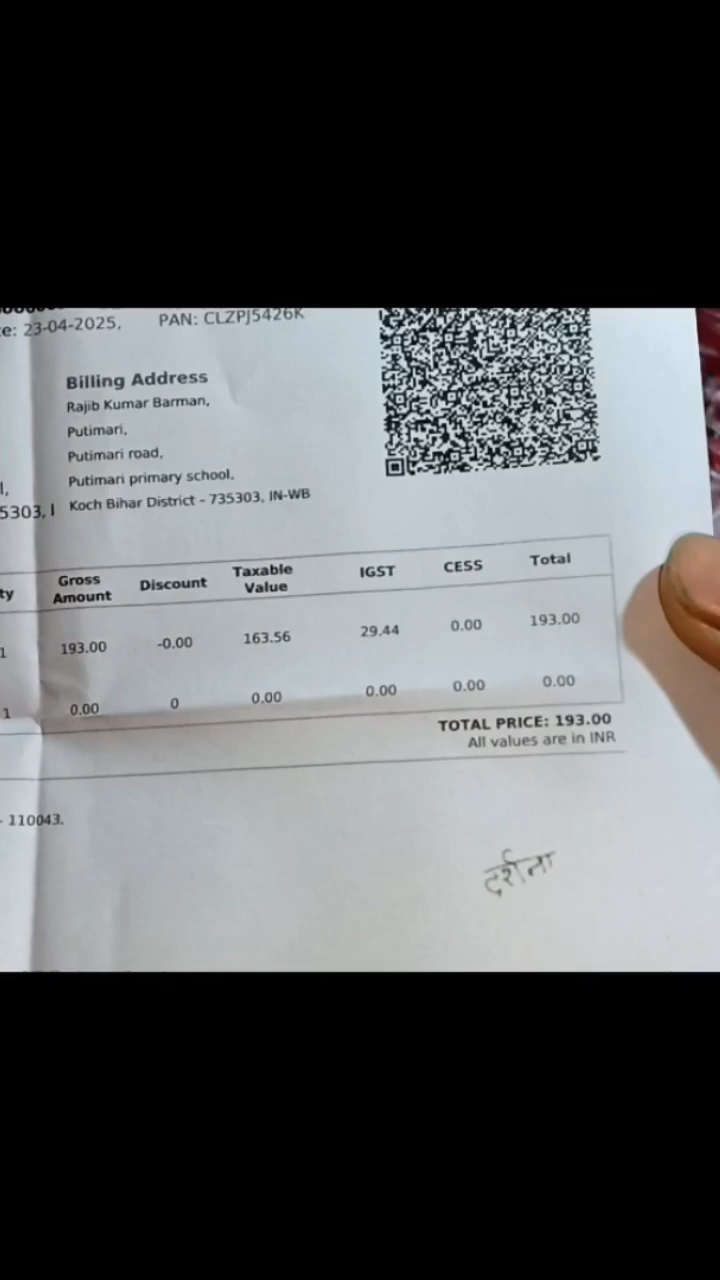 e: 23-04-2025, PAN: CLZPJ5426K
Billing Address
Rajib Kumar Barman,
Putimari,
Putimari road,
l, Putimari primary school,
5303, I Koch Bihar District - 735303, IN-WB
ty Gross Amount Discount Taxable Value IGST CESS Total
1 193.00 -0.00 163.56 29.44 0.00 193.00
1 0.00 0 0.00 0.00 0.00 0.00
TOTAL PRICE: 193.00
All values are in INR
- 110043.
दर्शना